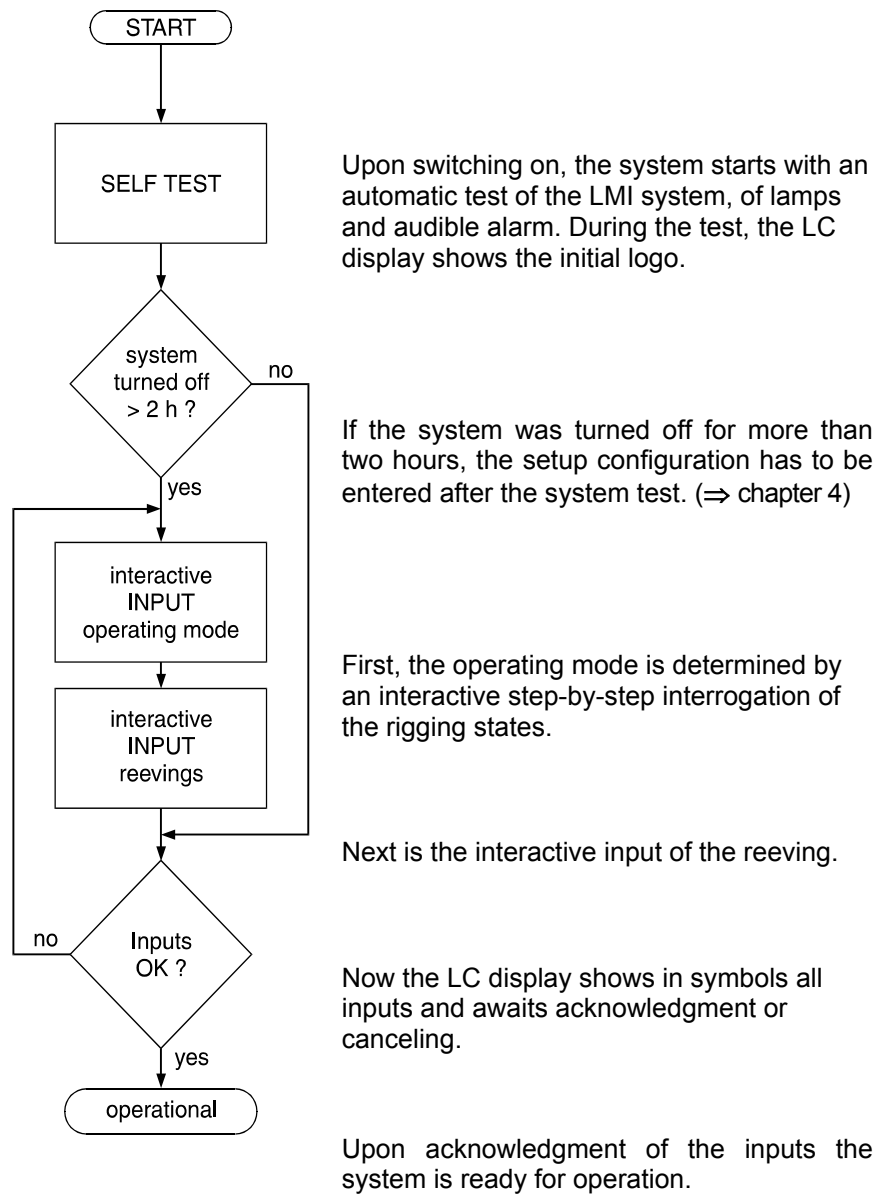 START
SELF TEST
Upon switching on, the system starts with an
automatic test of the LMI system, of lamps
and audible alarm. During the test, the LC
display shows the initial logo.
system
turned off
> 2 h ?
no
yes
If the system was turned off for more than
two hours, the setup configuration has to be
entered after the system test. (⇒ chapter 4)
interactive
INPUT
operating mode
First, the operating mode is determined by
an interactive step-by-step interrogation of
the rigging states.
interactive
INPUT
reevings
Next is the interactive input of the reeving.
no
Inputs
OK ?
yes
Now the LC display shows in symbols all
inputs and awaits acknowledgment or
canceling.
operational
Upon acknowledgment of the inputs the
system is ready for operation.